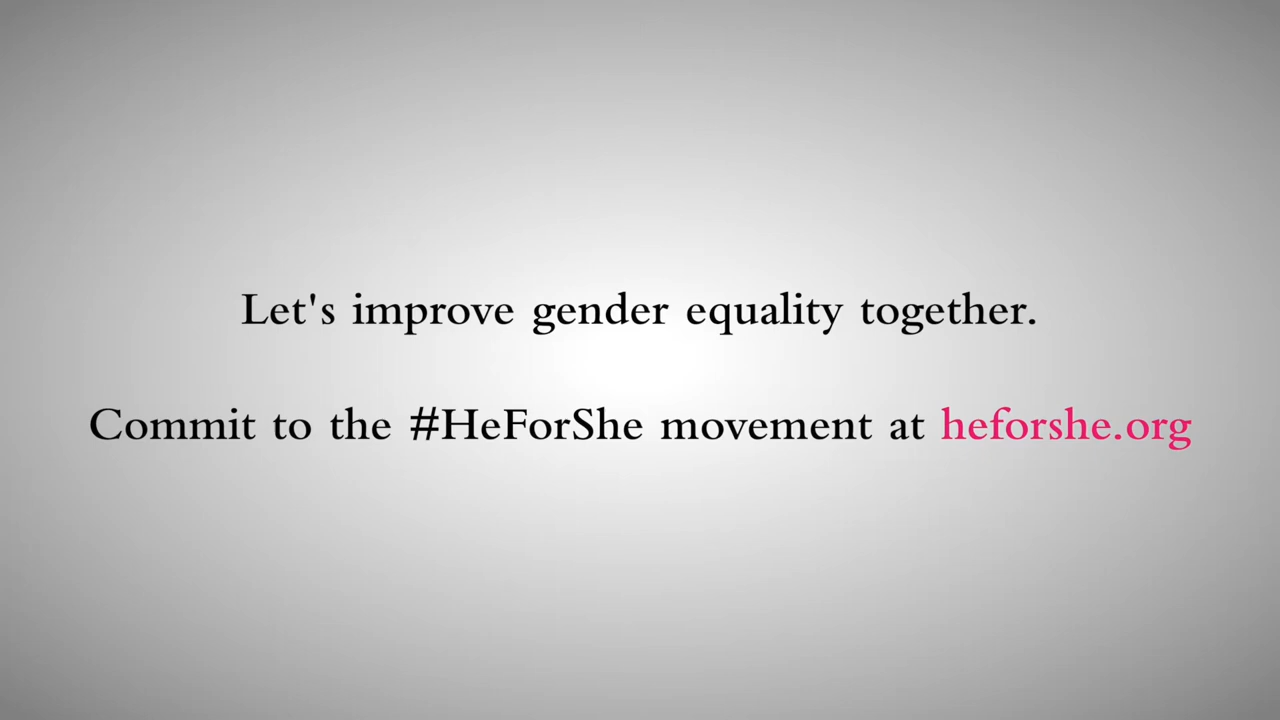 Let's improve gender equality together.
Commit to the #HeForShe movement at heforshe.org